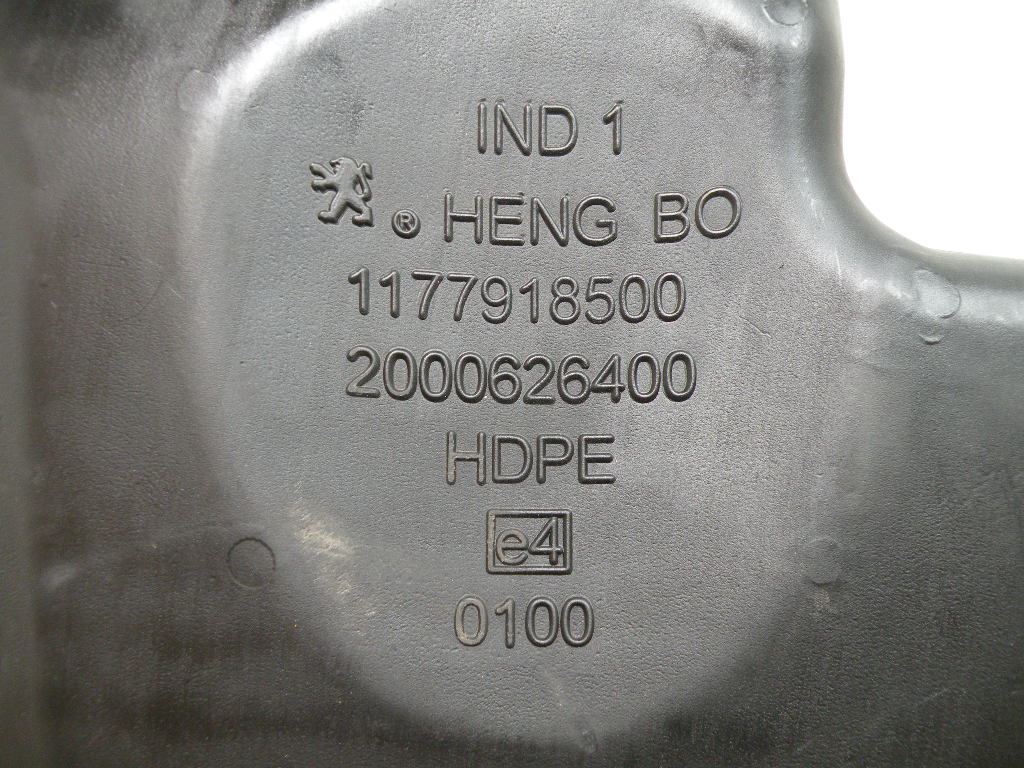 IND 1
® HENG BO
1177918500
2000626400
HDPE
e4
0100